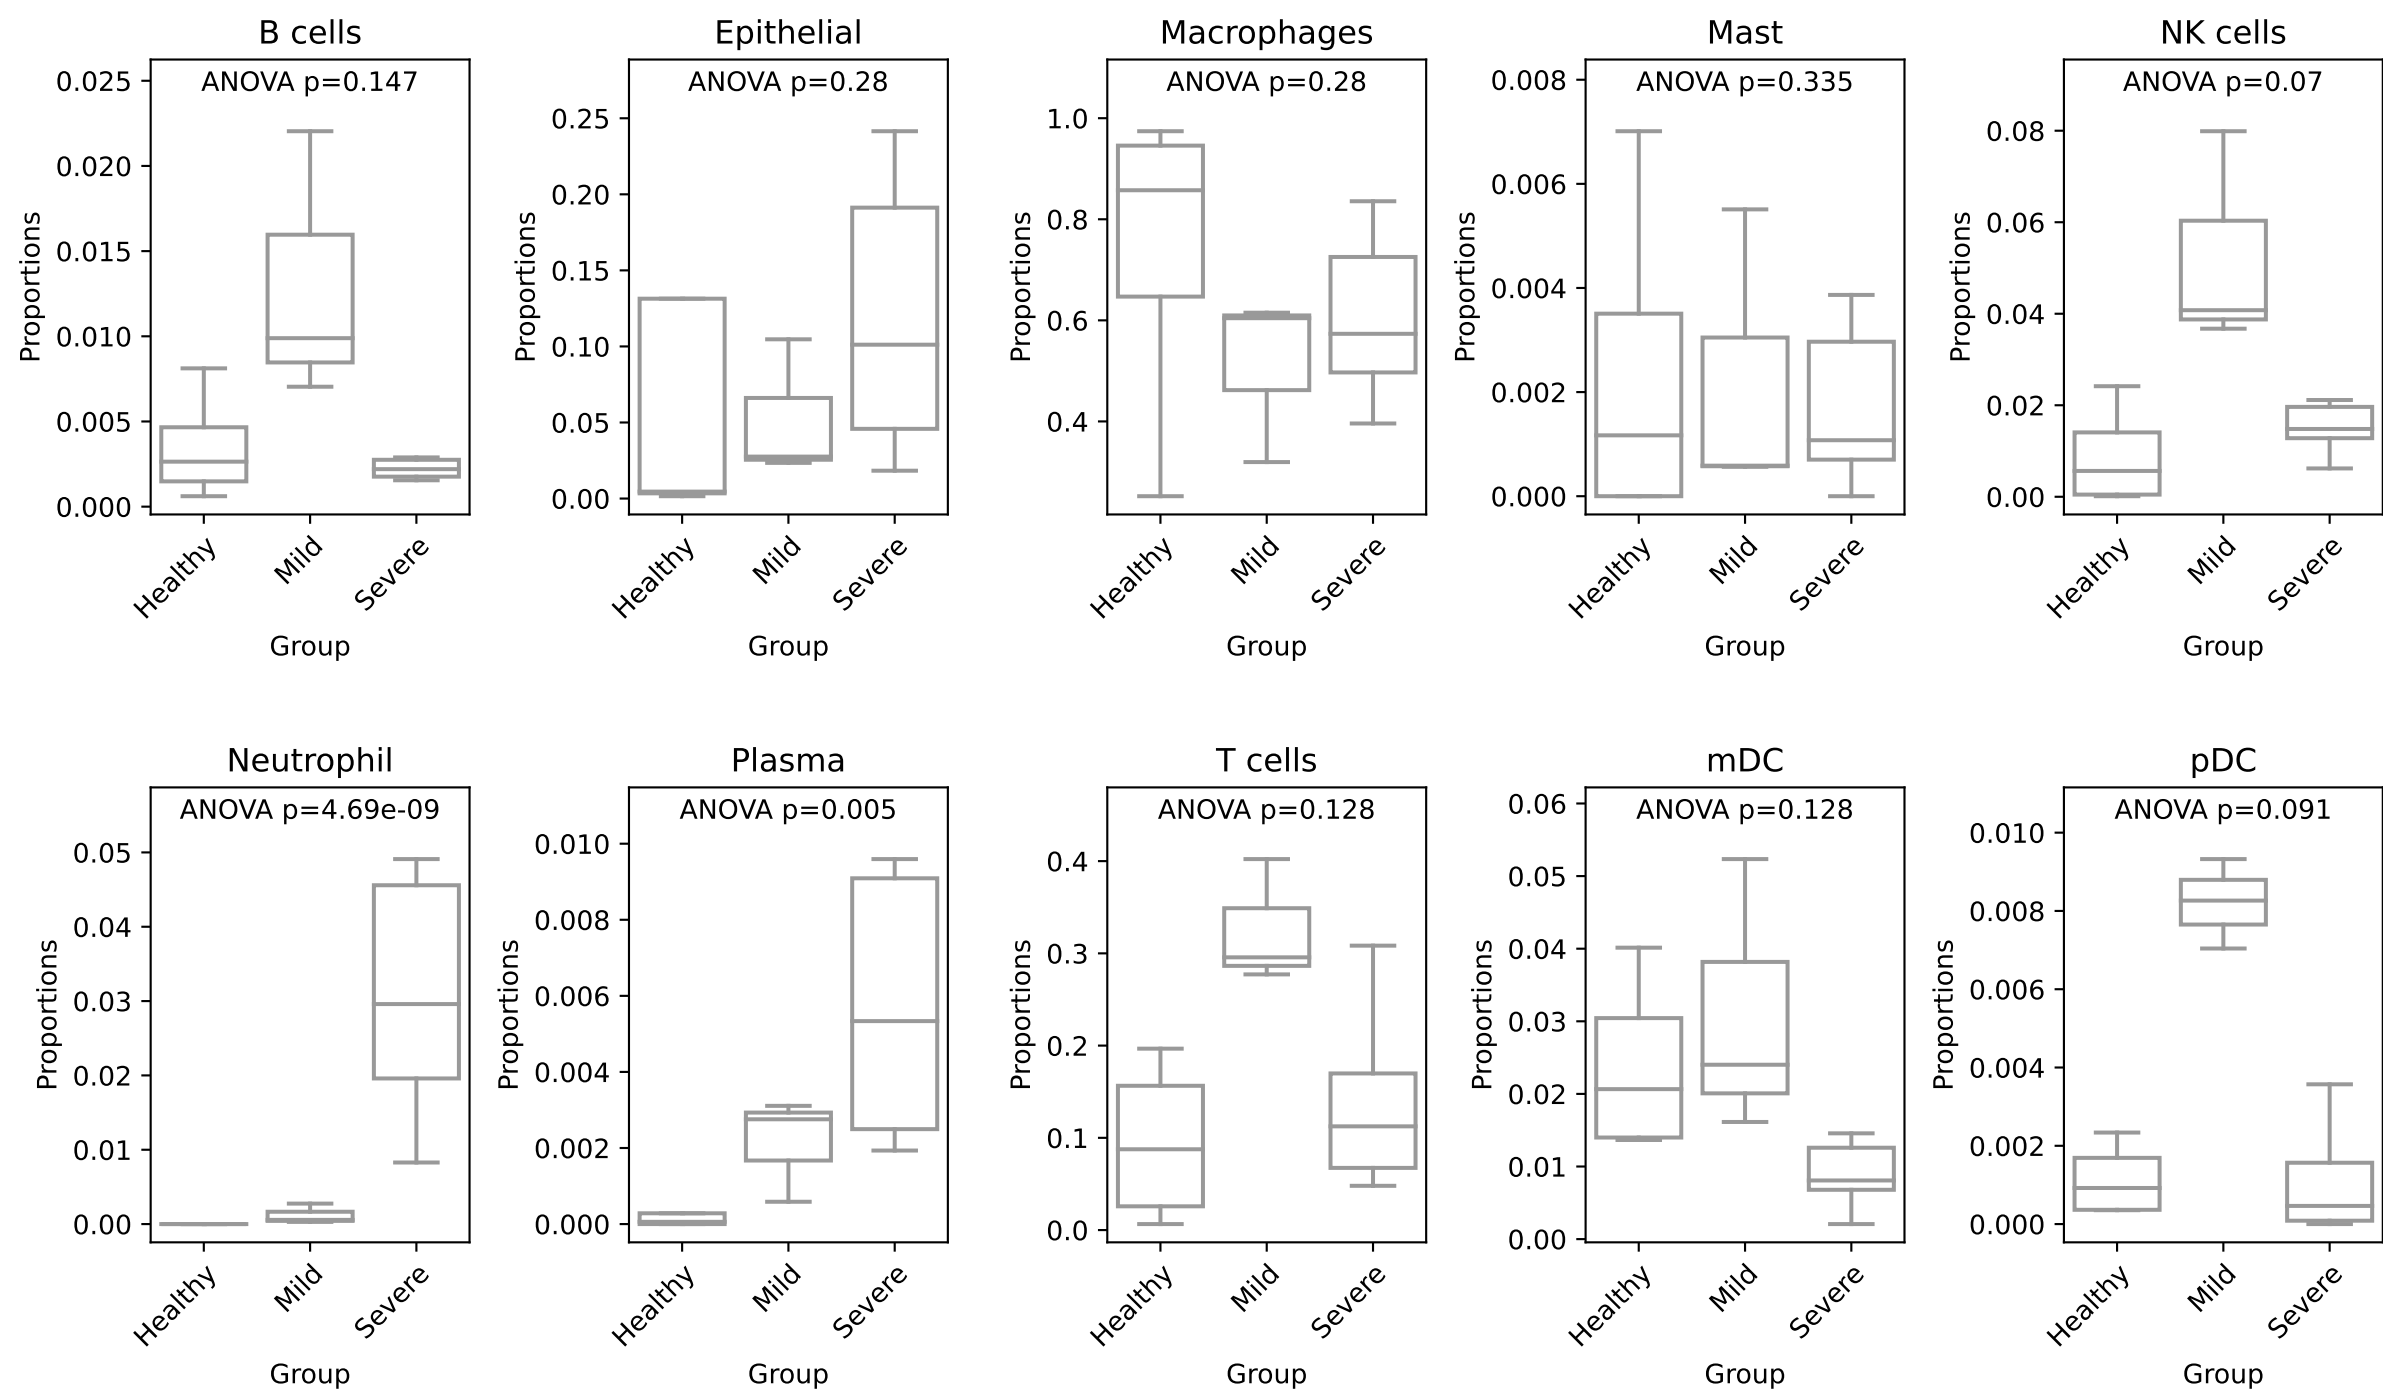 B cells
ANOVA p=0.147
0.025
0.020
0.015
0.010
0.005
0.000
Proportions
Healthy
Mild
Severe
Group
Epithelial
ANOVA p=0.28
0.25
0.20
0.15
0.10
0.05
0.00
Proportions
Healthy
Mild
Severe
Group
Macrophages
ANOVA p=0.28
1.0
0.8
0.6
0.4
Proportions
Healthy
Mild
Severe
Group
Mast
ANOVA p=0.335
0.008
0.006
0.004
0.002
0.000
Proportions
Healthy
Mild
Severe
Group
NK cells
ANOVA p=0.07
0.08
0.06
0.04
0.02
0.00
Proportions
Healthy
Mild
Severe
Group
Neutrophil
ANOVA p=4.69e-09
0.05
0.04
0.03
0.02
0.01
0.00
Proportions
Healthy
Mild
Severe
Group
Plasma
ANOVA p=0.005
0.010
0.008
0.006
0.004
0.002
0.000
Proportions
Healthy
Mild
Severe
Group
T cells
ANOVA p=0.128
0.4
0.3
0.2
0.1
0.0
Proportions
Healthy
Mild
Severe
Group
mDC
ANOVA p=0.128
0.06
0.05
0.04
0.03
0.02
0.01
0.00
Proportions
Healthy
Mild
Severe
Group
pDC
ANOVA p=0.091
0.010
0.008
0.006
0.004
0.002
0.000
Proportions
Healthy
Mild
Severe
Group